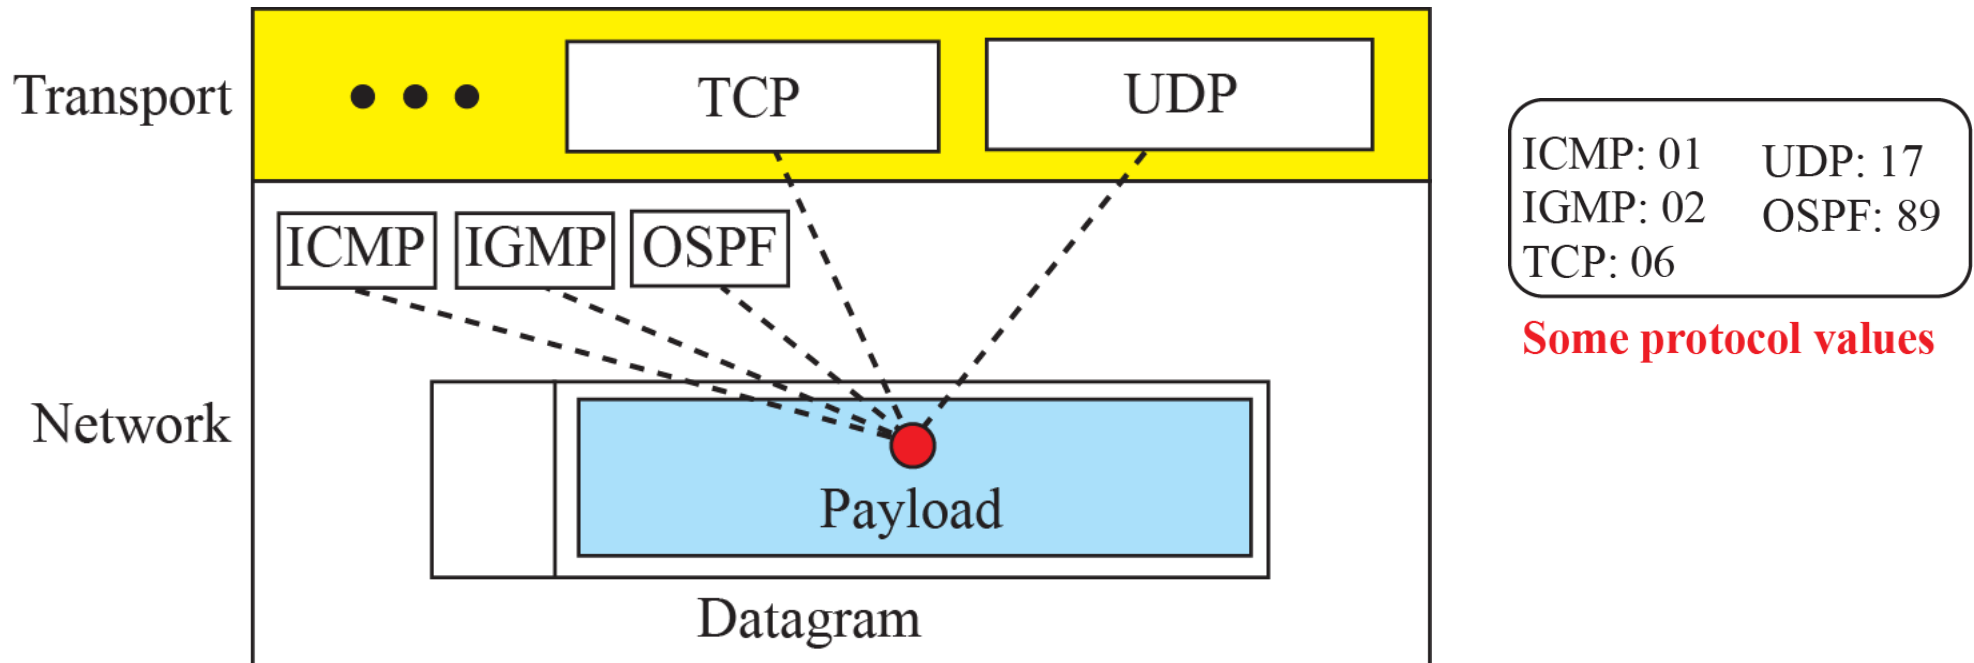 Transport
TCP
UDP
ICMP
IGMP
OSPF
Network
Payload
Datagram
ICMP: 01
IGMP: 02
TCP: 06
UDP: 17
OSPF: 89
Some protocol values